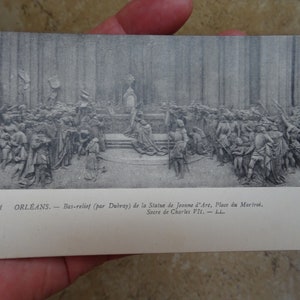 ORLÉANS. — Bas-relief (par Dubray) de la Statue de Jeanne d'Arc, Place du Martroi.
Sacre de Charles VII. — LL.